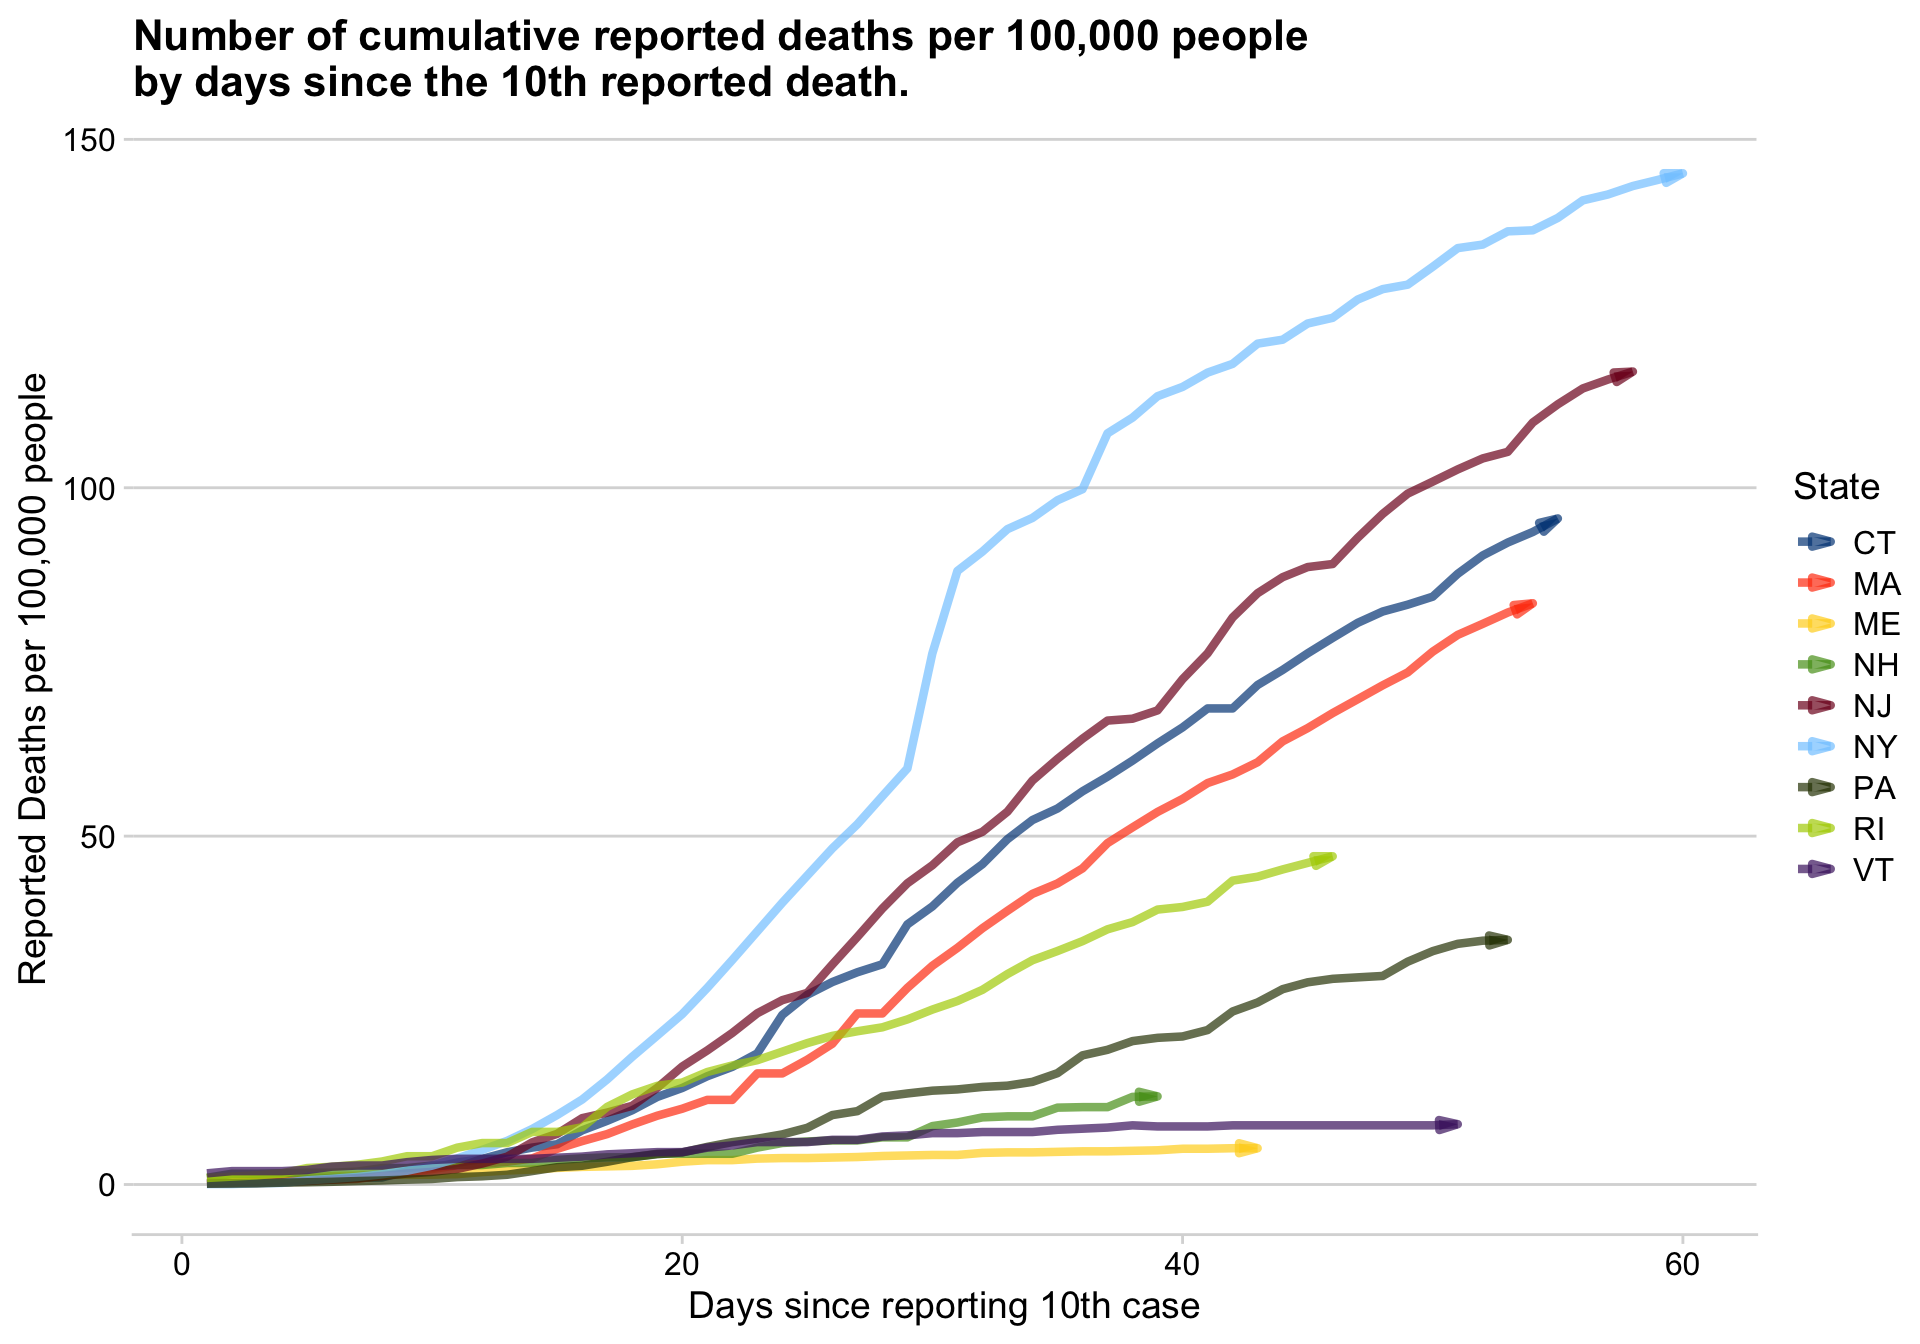 Number of cumulative reported deaths per 100,000 people
by days since the 10th reported death.
150
100
50
0
Reported Deaths per 100,000 people
0
20
40
60
Days since reporting 10th case
State
CT
MA
ME
NH
NJ
NY
PA
RI
VT